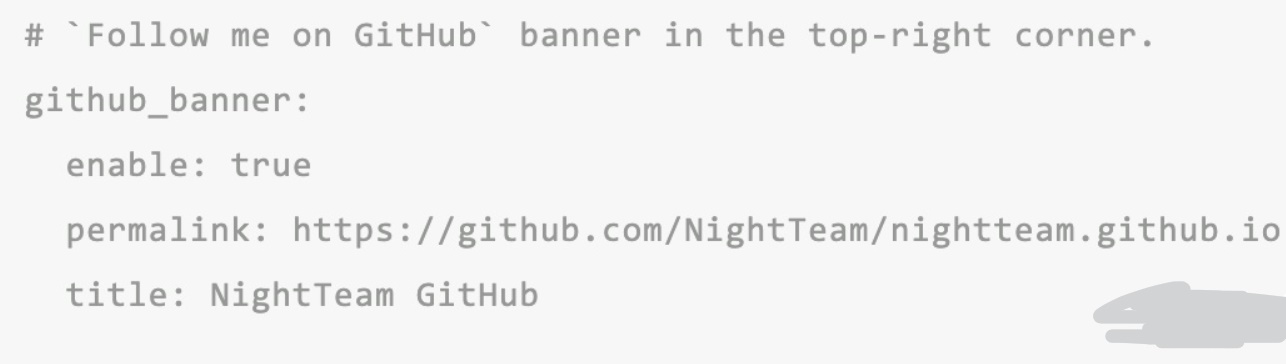 # `Follow me on GitHub` banner in the top-right corner.
github_banner:
  enable: true
  permalink: https://github.com/NightTeam/nightteam.github.io
  title: NightTeam GitHub